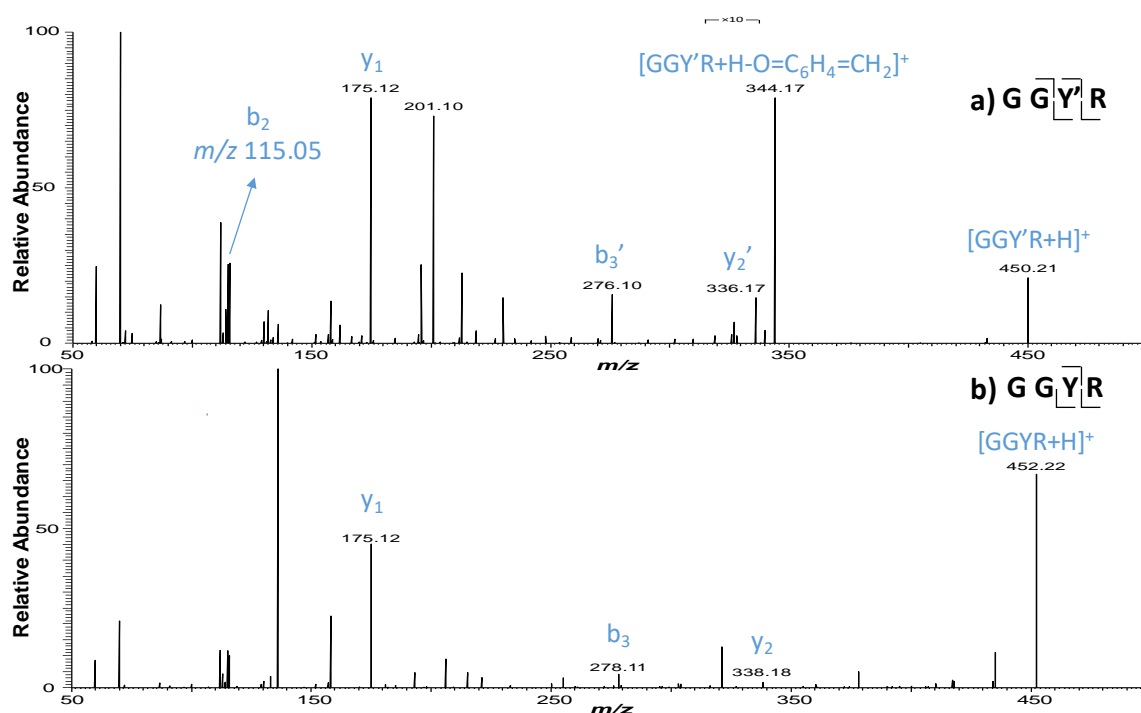 ×10
100
y₁
175.12
201.10
[GGY’R+H-O=C₆H₄=CH₂]⁺
344.17
a) G G Y’ R
b₂
m/z 115.05
50
Relative Abundance
[GGY’R+H]⁺
450.21
b₃’
276.10
y₂’
336.17
0
50
150
250
350
450
m/z
100
b) G G Y R
[GGYR+H]⁺
452.22
y₁
175.12
50
Relative Abundance
b₃
278.11
y₂
338.18
0
50
150
250
350
450
m/z